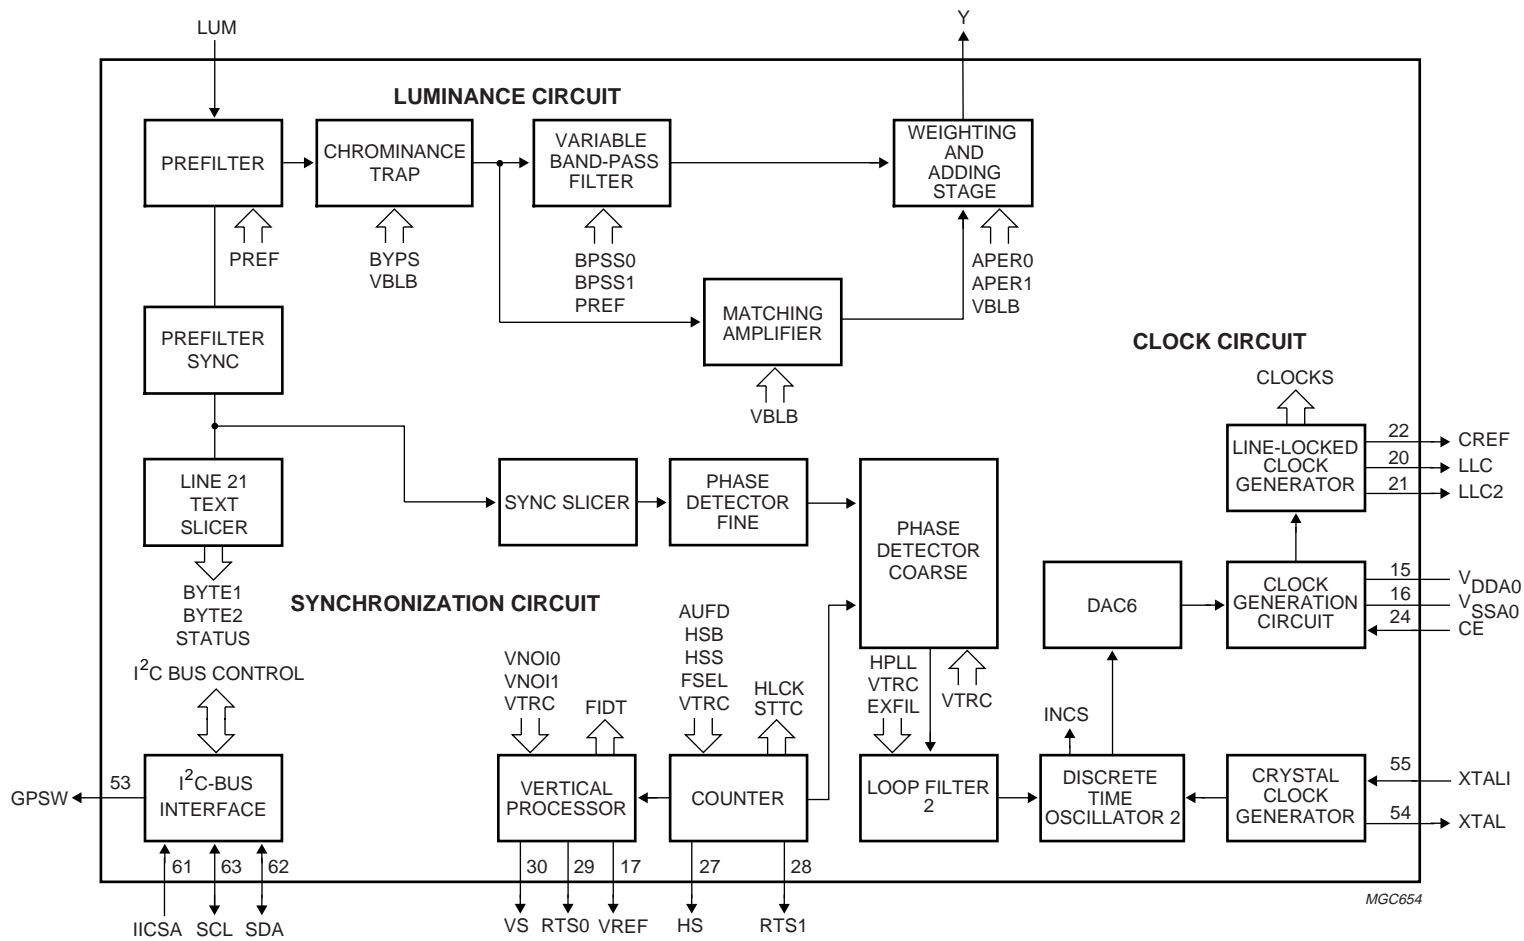 LUM
Y
LUMINANCE CIRCUIT
PREFILTER
CHROMINANCE
TRAP
VARIABLE
BAND-PASS
FILTER
WEIGHTING
AND
ADDING
STAGE
PREF
BYPS
VBLB
BPSS0
BPSS1
PREF
APER0
APER1
VBLB
PREFILTER
SYNC
MATCHING
AMPLIFIER
VBLB
CLOCK CIRCUIT
CLOCKS
LINE-LOCKED
CLOCK
GENERATOR
22
CREF
20
LLC
21
LLC2
LINE 21
TEXT
SLICER
SYNC SLICER
PHASE
DETECTOR
FINE
PHASE
DETECTOR
COARSE
DAC6
CLOCK
GENERATION
CIRCUIT
15
VDDA0
16
VSSA0
24
CE
BYTE1
BYTE2
STATUS
SYNCHRONIZATION CIRCUIT
I2C BUS CONTROL
VNOI0
VNOI1
VTRC
FIDT
AUFD
HSB
HSS
FSEL
VTRC
HLCK
STTC
HPLL
VTRC
EXFIL
VTRC
INCS
GPSW
53
I2C-BUS
INTERFACE
VERTICAL
PROCESSOR
COUNTER
LOOP FILTER
2
DISCRETE
TIME
OSCILLATOR 2
CRYSTAL
CLOCK
GENERATOR
55
XTALI
54
XTAL
61
63
62
30
29
17
27
28
IICSA
SCL
SDA
VS
RTS0
VREF
HS
RTS1
MGC654